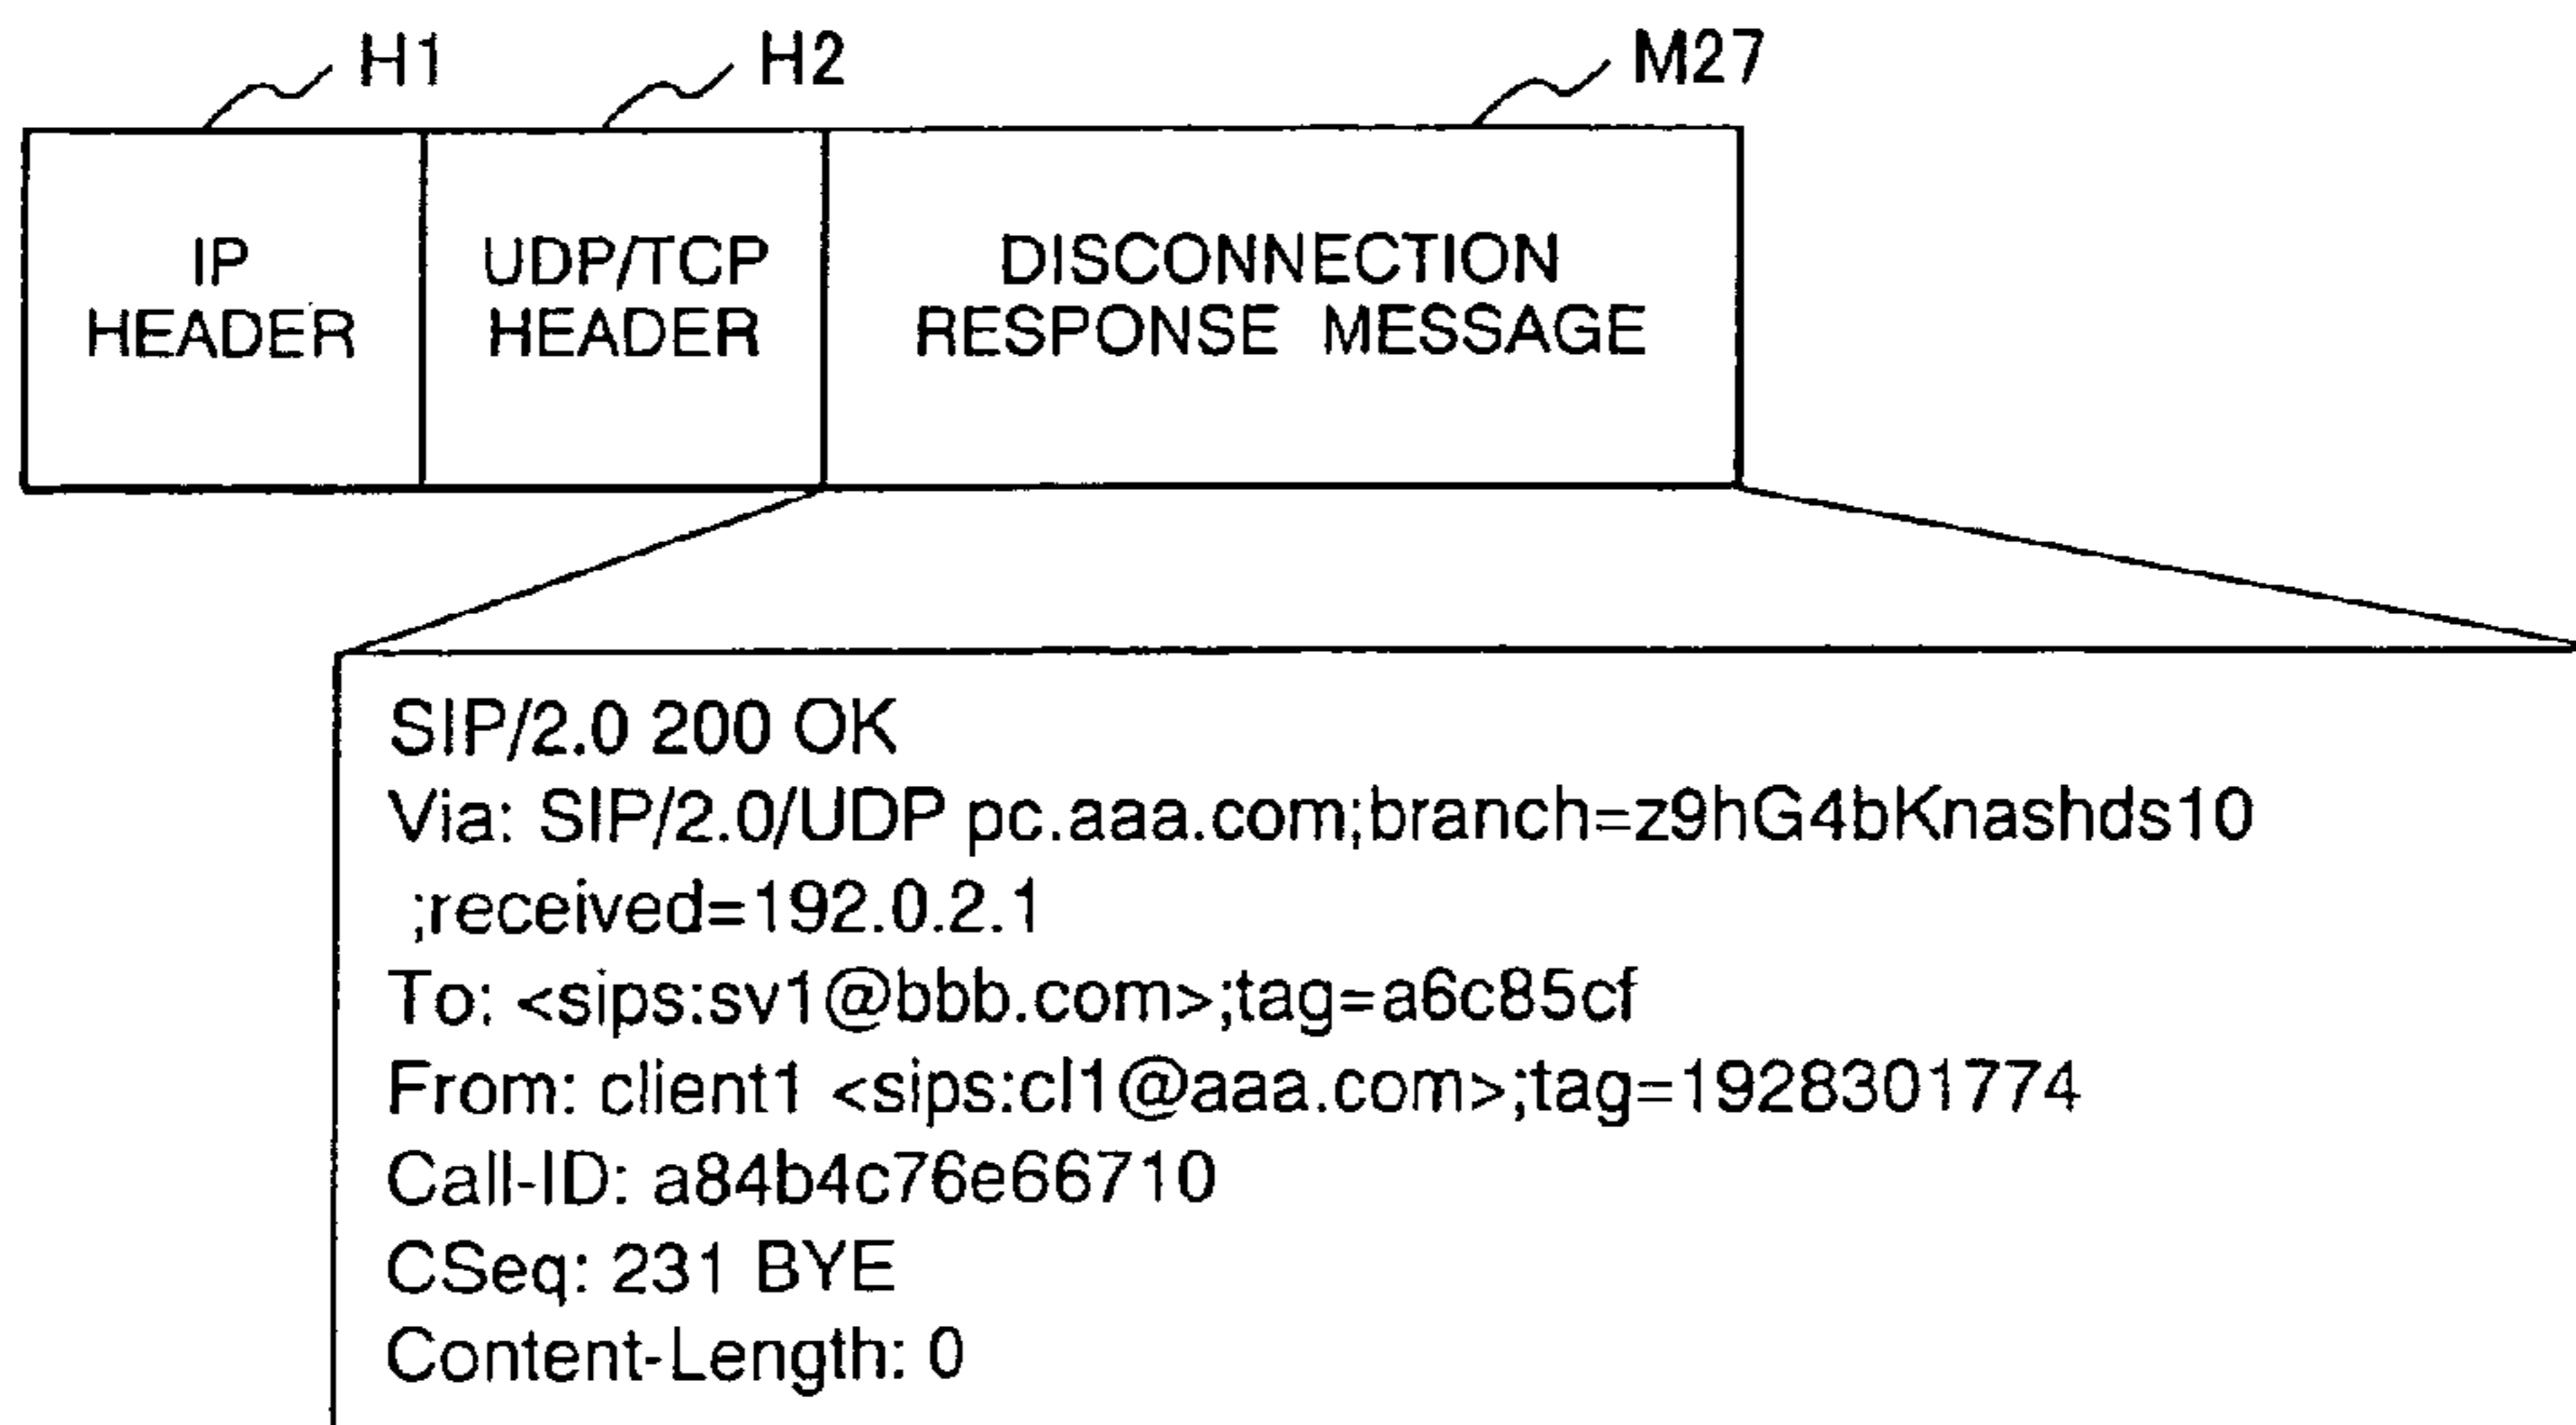 H1
H2
M27
IP
HEADER
UDP/TCP
HEADER
DISCONNECTION
RESPONSE MESSAGE
SIP/2.0 200 OK
Via: SIP/2.0/UDP pc.aaa.com;branch=z9hG4bKnashds10
;received=192.0.2.1
To: <sips:sv1@bbb.com>;tag=a6c85cf
From: client1 <sips:cl1@aaa.com>;tag=1928301774
Call-ID: a84b4c76e66710
CSeq: 231 BYE
Content-Length: 0